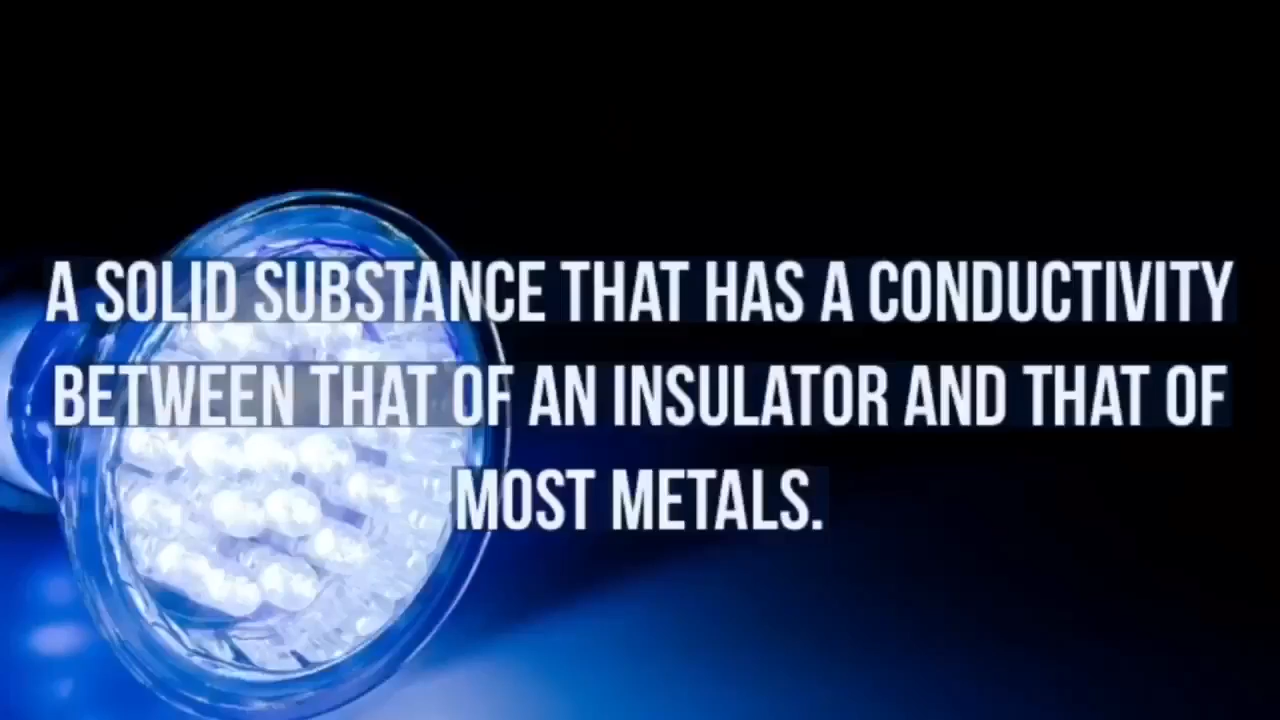 A SOLID SUBSTANCE THAT HAS A CONDUCTIVITY
BETWEEN THAT OF AN INSULATOR AND THAT OF
MOST METALS.